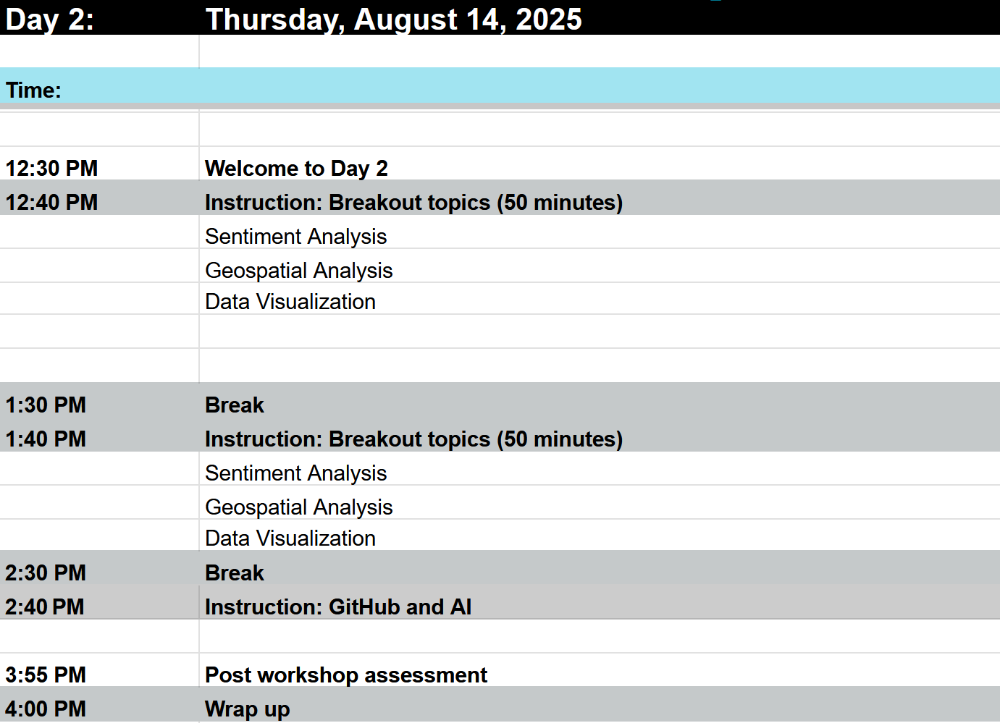 Day 2: Thursday, August 14, 2025
Time:
12:30 PM Welcome to Day 2
12:40 PM Instruction: Breakout topics (50 minutes)
Sentiment Analysis
Geospatial Analysis
Data Visualization
1:30 PM Break
1:40 PM Instruction: Breakout topics (50 minutes)
Sentiment Analysis
Geospatial Analysis
Data Visualization
2:30 PM Break
2:40 PM Instruction: GitHub and AI
3:55 PM Post workshop assessment
4:00 PM Wrap up